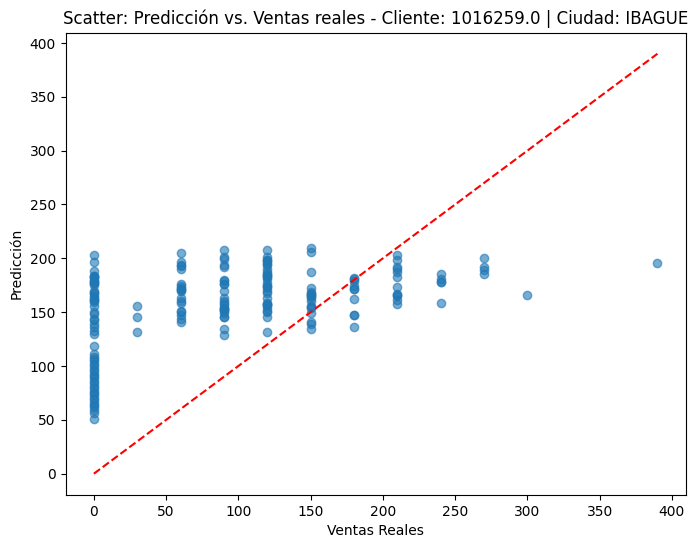 Scatter: Predicción vs. Ventas reales - Cliente: 1016259.0 | Ciudad: IBAGUE
400
350
300
250
200
150
100
50
0
Predicción
0 50 100 150 200 250 300 350 400
Ventas Reales